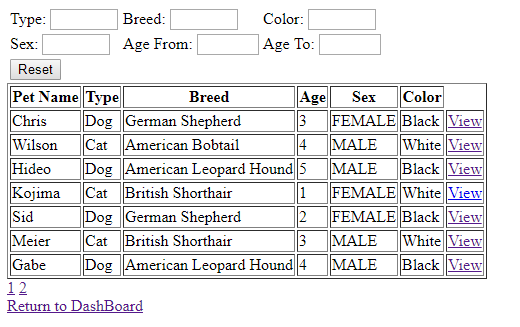 Type: Breed: Color:
Sex: Age From: Age To:
Reset
Pet Name Type Breed Age Sex Color
Chris Dog German Shepherd 3 FEMALE Black View
Wilson Cat American Bobtail 4 MALE White View
Hideo Dog American Leopard Hound 5 MALE Black View
Kojima Cat British Shorthair 1 FEMALE White View
Sid Dog German Shepherd 2 FEMALE Black View
Meier Cat British Shorthair 3 MALE White View
Gabe Dog American Leopard Hound 4 MALE Black View
1 2
Return to DashBoard